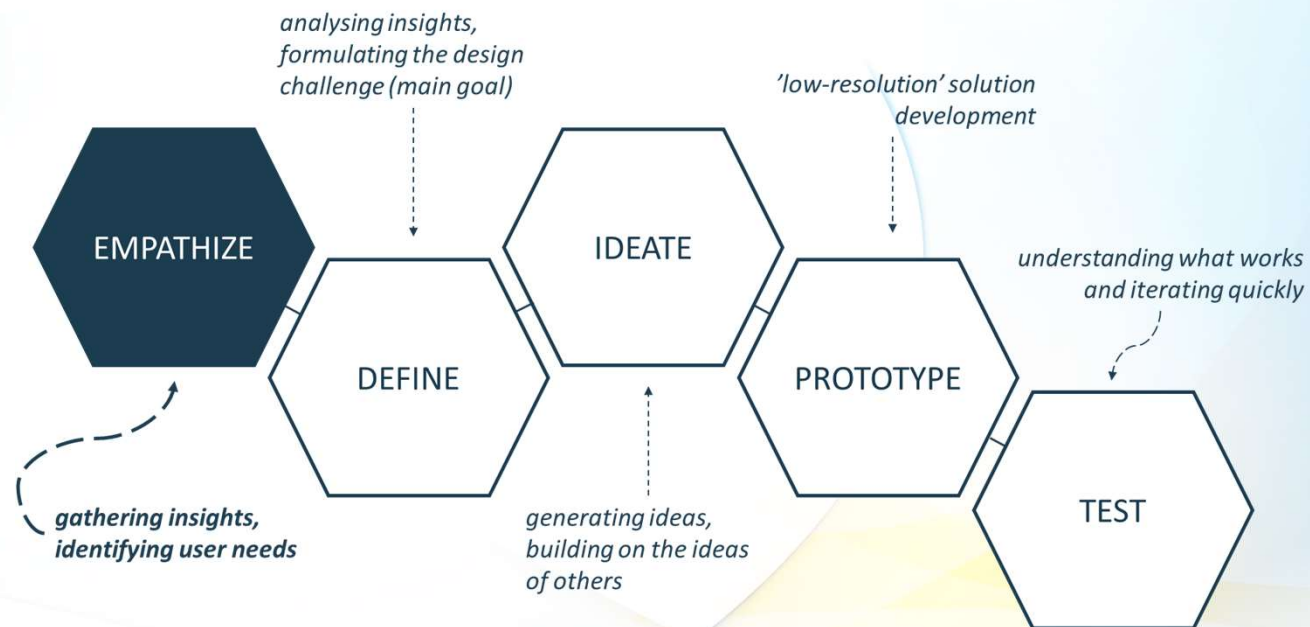 analysing insights,
formulating the design
challenge (main goal)
'low-resolution' solution
development
EMPATHIZE
IDEATE
understanding what works
and iterating quickly
DEFINE
PROTOTYPE
gathering insights,
identifying user needs
generating ideas,
building on the ideas
of others
TEST